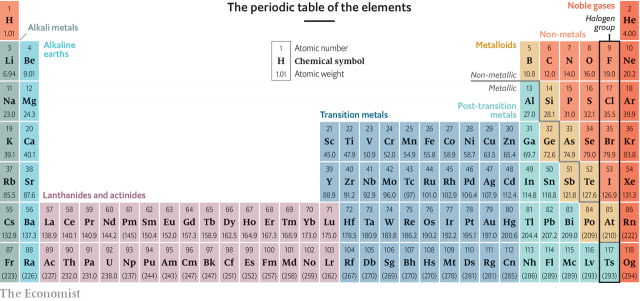 The periodic table of the elements
Noble gases
Halogen
group
Alkali metals
Alkaline
earths
Non-metals
Metalloids
1 Atomic number
H Chemical symbol
1.01 Atomic weight
Non-metallic
Metallic
Post-transition
metals
Transition metals
Lanthanides and actinides
1 2
H He
1.01 4.00
3 4 5 6 7 8 9 10
Li Be B C N O F Ne
6.94 9.01 10.8 12.0 14.0 16.0 19.0 20.2
11 12 13 14 15 16 17 18
Na Mg Al Si P S Cl Ar
23.0 24.3 27.0 28.1 31.0 32.1 35.5 39.9
19 20 21 22 23 24 25 26 27 28 29 30 31 32 33 34 35 36
K Ca Sc Ti V Cr Mn Fe Co Ni Cu Zn Ga Ge As Se Br Kr
39.1 40.1 45.0 47.9 50.9 52.0 54.9 55.8 58.9 58.7 63.5 65.4 69.7 72.6 74.9 79.0 79.9 83.8
37 38 39 40 41 42 43 44 45 46 47 48 49 50 51 52 53 54
Rb Sr Y Zr Nb Mo Tc Ru Rh Pd Ag Cd In Sn Sb Te I Xe
85.5 87.6 88.9 91.2 92.9 96.0 (97) 101.0 102.9 106.4 107.9 112.4 114.8 118.8 121.8 127.6 126.9 131.3
55 56 57 58 59 60 61 62 63 64 65 66 67 68 69 70 71 72 73 74 75 76 77 78 79 80 81 82 83 84 85 86
Cs Ba La Ce Pr Nd Pm Sm Eu Gd Tb Dy Ho Er Tm Yb Lu Hf Ta W Re Os Ir Pt Au Hg Tl Pb Bi Po At Rn
132.9 137.3 138.9 140.1 140.9 144.2 (145) 150.4 152.0 157.3 158.9 162.5 164.9 167.3 168.9 173.0 175.0 178.5 180.9 183.8 186.2 190.2 192.2 195.1 197.0 200.6 204.4 207.2 209.0 (209) (210) (222)
87 88 89 90 91 92 93 94 95 96 97 98 99 100 101 102 103 104 105 106 107 108 109 110 111 112 113 114 115 116 117 118
Fr Ra Ac Th Pa U Np Pu Am Cm Bk Cf Es Fm Md No Lr Rf Db Sg Bh Hs Mt Ds Rg Cn Nh Fl Mc Lv Ts Og
(223) (226) (227) 232.0 231.0 238.0 (237) (244) (243) (247) (247) (251) (252) (257) (258) (259) (262) (267) (270) (269) (270) (270) (278) (281) (281) (285) (286) (289) (289) (293) (293) (294)
The Economist